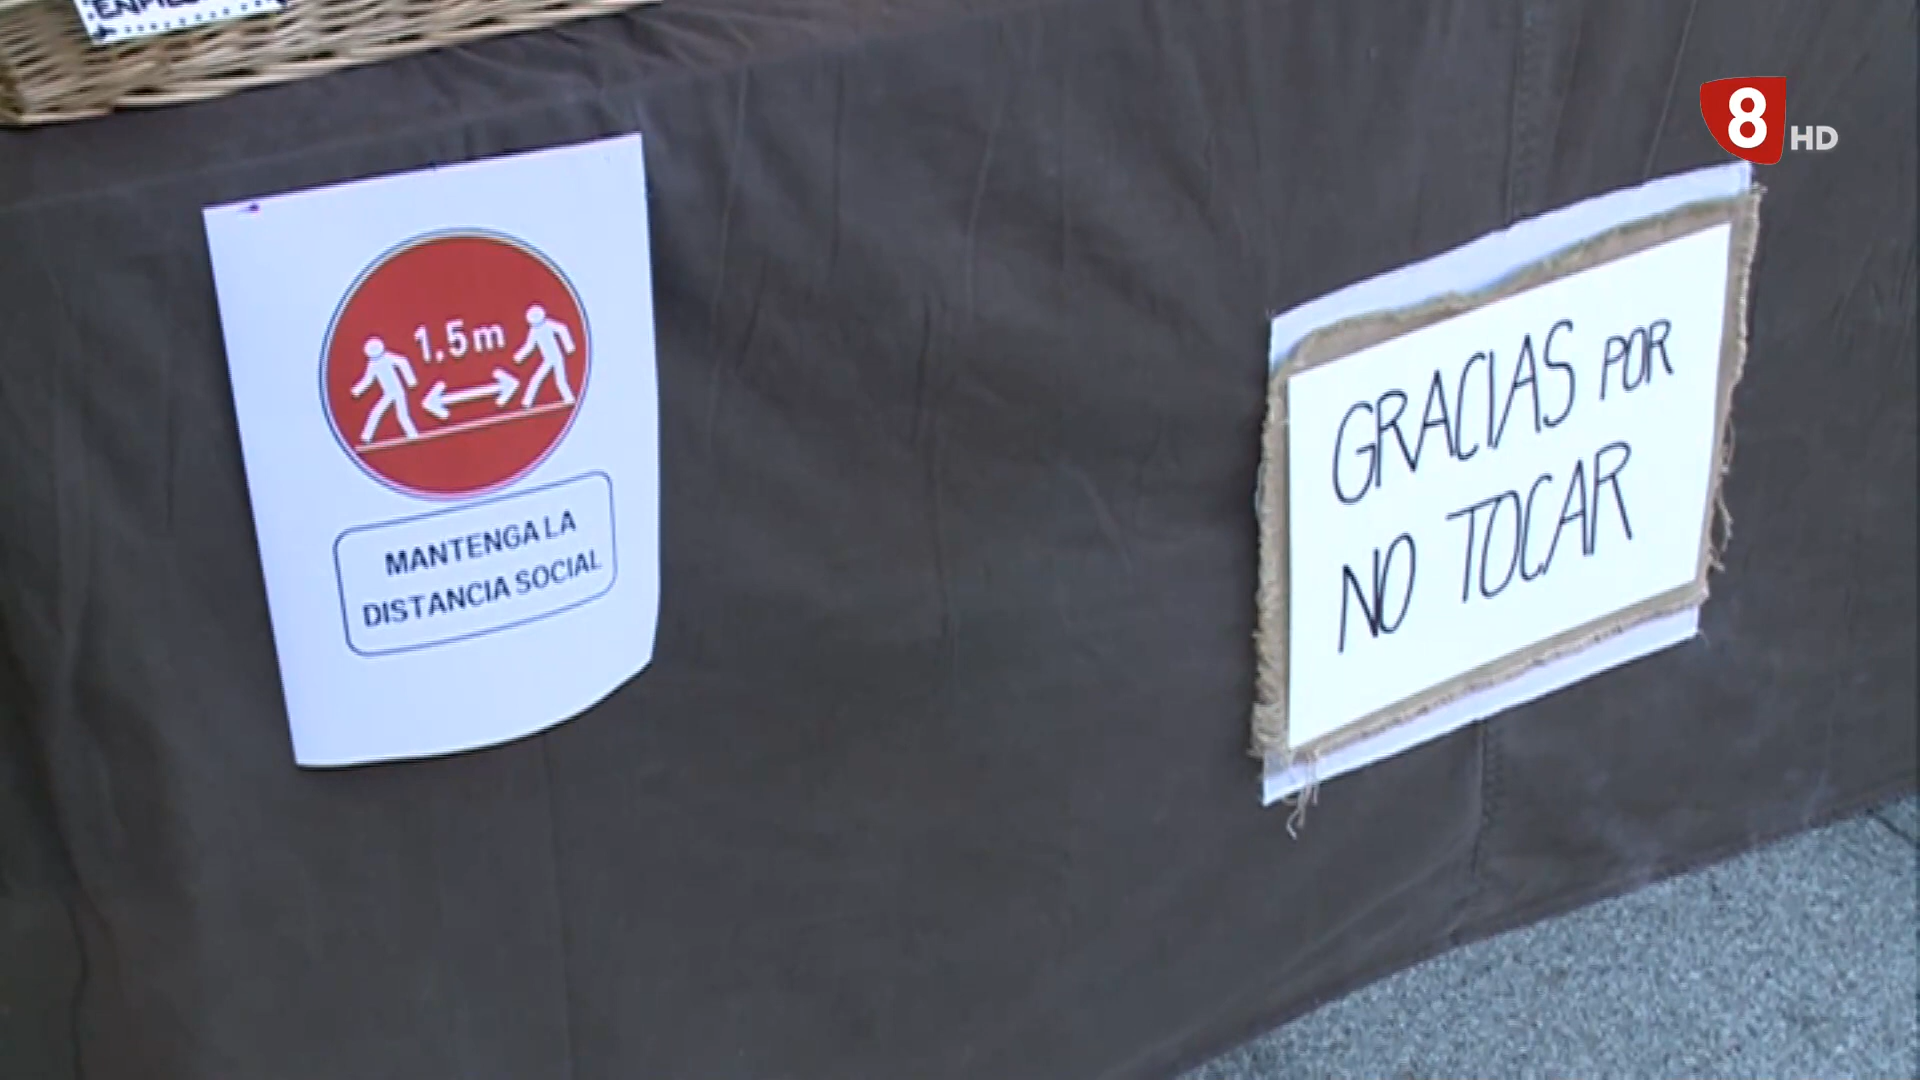 8 HD
1,5m
MANTENGA LA
DISTANCIA SOCIAL
GRACIAS POR
NO TOCAR